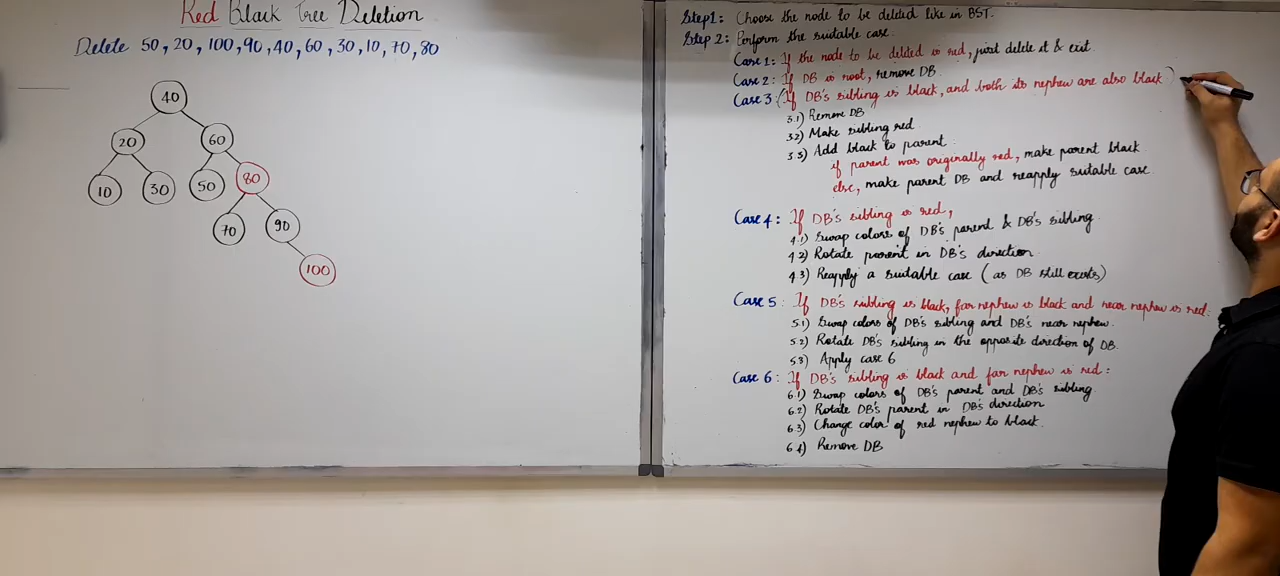 Red Black Tree Deletion
Delete 50, 20, 100, 90, 40, 60, 30, 10, 70, 80
40
20 60
10 30 50 80
70 90
100
Step1: Choose the node to be deleted like in BST.
Step 2: Perform the suitable case.
Case 1: If the node to be deleted is red, just delete it & exit.
Case 2: If DB is root, remove DB.
Case 3: (If DB's sibling is black, and both its nephew are also black)
3.1) Remove DB
3.2) Make sibling red
3.3) Add black to parent.
if parent was originally red, make parent black
else, make parent DB and reapply suitable case.
Case 4: If DB's sibling is red,
4.1) Swap colors of DB's parent & DB's sibling
4.2) Rotate parent in DB's direction.
4.3) Reapply a suitable case (as DB still exists)
Case 5: If DB's sibling is black, far nephew is black and near nephew is red:
5.1) Swap colors of DB's sibling and DB's near nephew.
5.2) Rotate DB's sibling in the opposite direction of DB.
5.3) Apply case 6
Case 6: If DB's sibling is black and far nephew is red:
6.1) Swap colors of DB's parent and DB's sibling
6.2) Rotate DB's parent in DB's direction
6.3) Change color of red nephew to black.
6.4) Remove DB